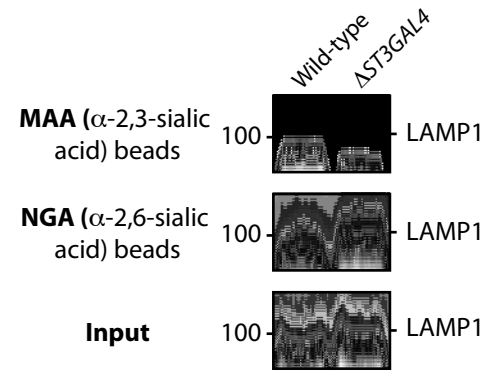 Wild-type ΔST3GAL4
MAA (α-2,3-sialic
acid) beads
100
LAMP1
NGA (α-2,6-sialic
acid) beads
100
LAMP1
Input
100
LAMP1